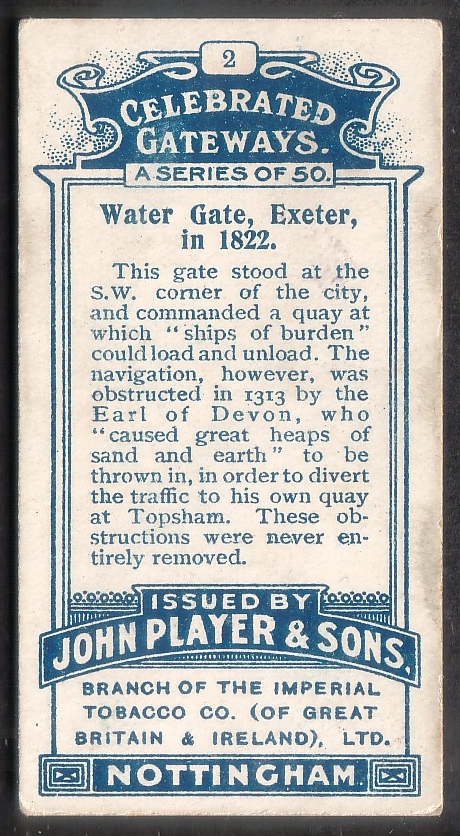 2
CELEBRATED
GATEWAYS.
A SERIES OF 50.
Water Gate, Exeter,
in 1822.
This gate stood at the
S.W. corner of the city,
and commanded a quay at
which "ships of burden"
could load and unload. The
navigation, however, was
obstructed in 1313 by the
Earl of Devon, who
"caused great heaps of
sand and earth" to be
thrown in, in order to divert
the traffic to his own quay
at Topsham. These ob-
structions were never en-
tirely removed.
ISSUED BY
JOHN PLAYER & SONS,
BRANCH OF THE IMPERIAL
TOBACCO CO. (OF GREAT
BRITAIN & IRELAND), LTD.
NOTTINGHAM